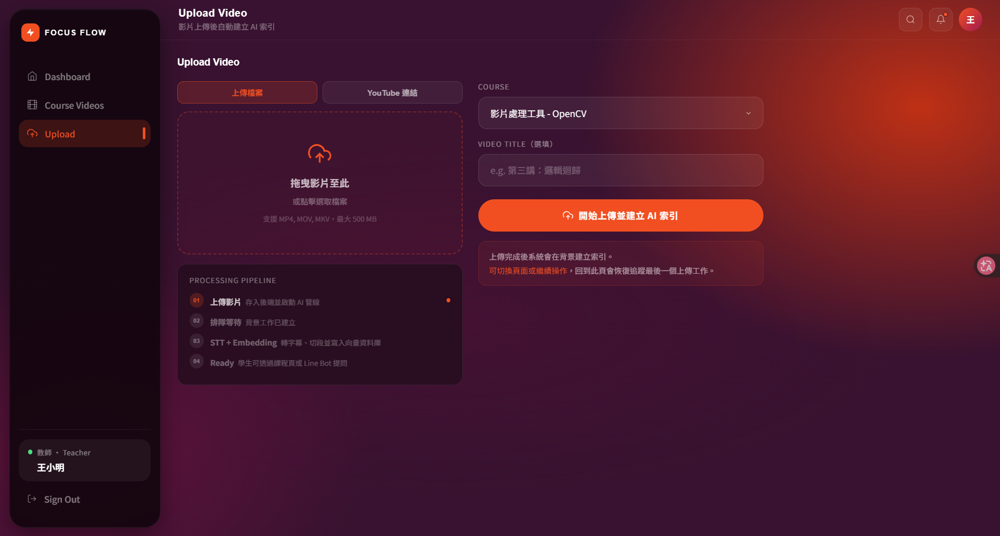 FOCUS FLOW
Dashboard
Course Videos
Upload
教師 · Teacher
王小明
Sign Out
Upload Video
影片上傳後自動建立 AI 索引
王
Upload Video
上傳檔案
YouTube 連結
拖曳影片至此
或點擊選取檔案
支援 MP4, MOV, MKV，最大 500 MB
PROCESSING PIPELINE
01 上傳影片 存入後端並啟動 AI 管線
02 排隊等待 背景工作已建立
03 STT + Embedding 轉字幕、切段並寫入向量資料庫
04 Ready 學生可透過課程頁或 Line Bot 提問
COURSE
影片處理工具 - OpenCV
VIDEO TITLE（選填）
e.g. 第三講：邏輯迴歸
開始上傳並建立 AI 索引
上傳完成後系統會在背景建立索引。
可切換頁面或繼續操作，回到此頁會恢復追蹤最後一個上傳工作。